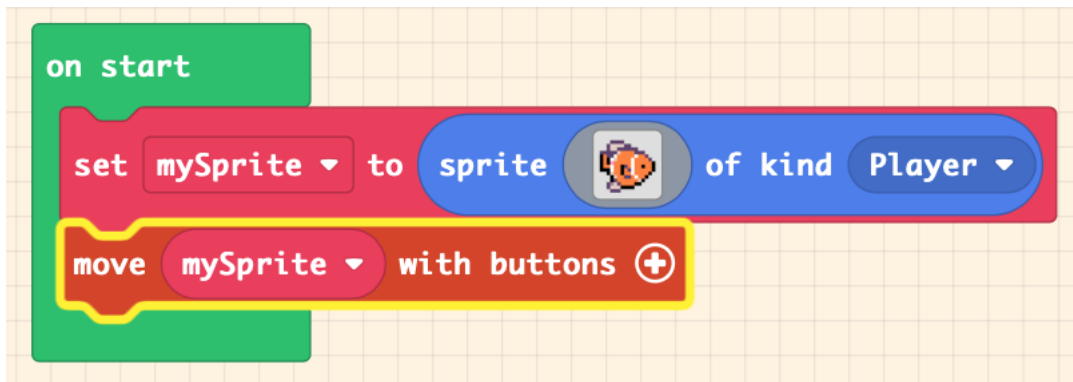 on start
set mySprite to sprite of kind Player
move mySprite with buttons